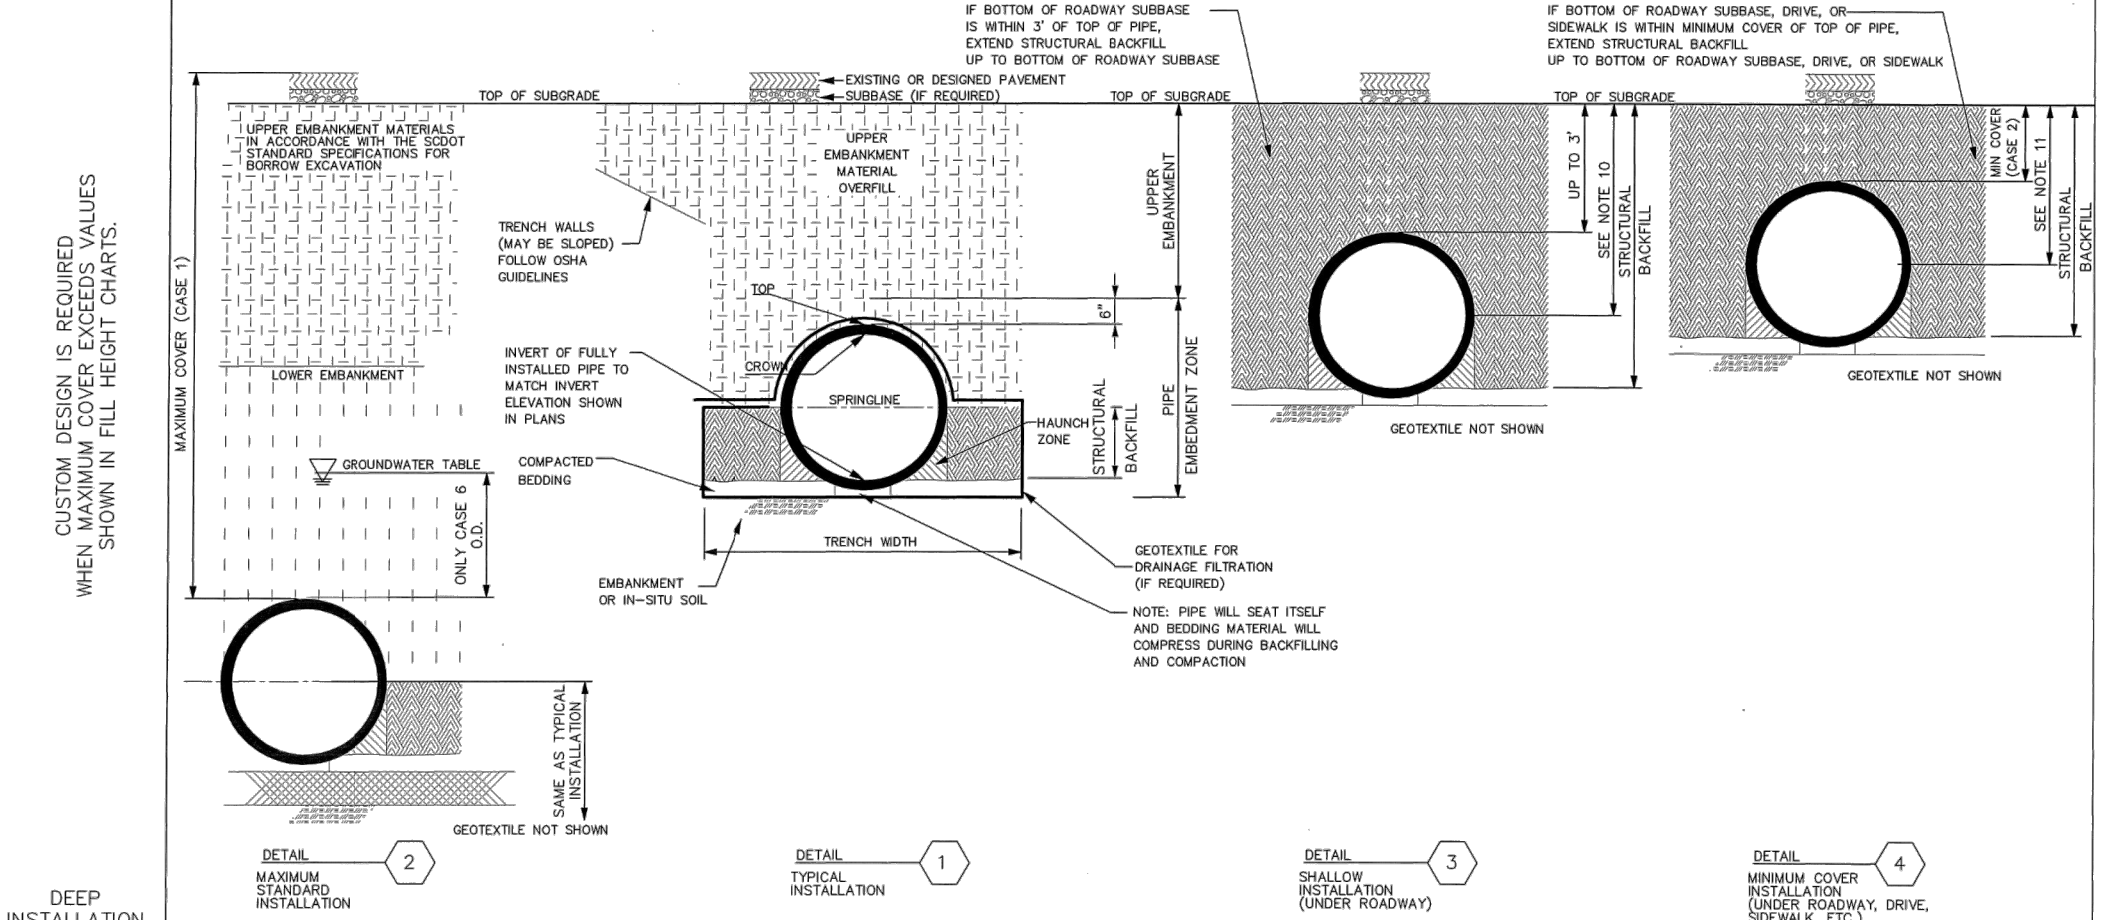 CUSTOM DESIGN IS REQUIRED
WHEN MAXIMUM COVER EXCEEDS VALUES
SHOWN IN FILL HEIGHT CHARTS.
DEEP
INSTALLATION
MAXIMUM COVER (CASE 1)
UPPER EMBANKMENT MATERIALS
IN ACCORDANCE WITH THE SCDOT
STANDARD SPECIFICATIONS FOR
BORROW EXCAVATION
LOWER EMBANKMENT
GROUNDWATER TABLE
ONLY CASE 6
O.D.
SAME AS TYPICAL
INSTALLATION
GEOTEXTILE NOT SHOWN
DETAIL
2
MAXIMUM
STANDARD
INSTALLATION
TOP OF SUBGRADE
EXISTING OR DESIGNED PAVEMENT
SUBBASE (IF REQUIRED)
UPPER
EMBANKMENT
MATERIAL
OVERFILL
TRENCH WALLS
(MAY BE SLOPED)
FOLLOW OSHA
GUIDELINES
TOP
INVERT OF FULLY
INSTALLED PIPE TO
MATCH INVERT
ELEVATION SHOWN
IN PLANS
CROWN
SPRINGLINE
HAUNCH
ZONE
COMPACTED
BEDDING
TRENCH WIDTH
EMBANKMENT
OR IN-SITU SOIL
UPPER
EMBANKMENT
6"
STRUCTURAL
BACKFILL
PIPE
EMBEDMENT ZONE
GEOTEXTILE FOR
DRAINAGE FILTRATION
(IF REQUIRED)
NOTE: PIPE WILL SEAT ITSELF
AND BEDDING MATERIAL WILL
COMPRESS DURING BACKFILLING
AND COMPACTION
DETAIL
1
TYPICAL
INSTALLATION
IF BOTTOM OF ROADWAY SUBBASE
IS WITHIN 3' OF TOP OF PIPE,
EXTEND STRUCTURAL BACKFILL
UP TO BOTTOM OF ROADWAY SUBBASE
TOP OF SUBGRADE
UP TO 3'
SEE NOTE 10
STRUCTURAL
BACKFILL
GEOTEXTILE NOT SHOWN
DETAIL
3
SHALLOW
INSTALLATION
(UNDER ROADWAY)
IF BOTTOM OF ROADWAY SUBBASE, DRIVE, OR
SIDEWALK IS WITHIN MINIMUM COVER OF TOP OF PIPE,
EXTEND STRUCTURAL BACKFILL
UP TO BOTTOM OF ROADWAY SUBBASE, DRIVE, OR SIDEWALK
TOP OF SUBGRADE
MIN COVER
(CASE 2)
SEE NOTE 11
STRUCTURAL
BACKFILL
GEOTEXTILE NOT SHOWN
DETAIL
4
MINIMUM COVER
INSTALLATION
(UNDER ROADWAY, DRIVE,
SIDEWALK, ETC.)